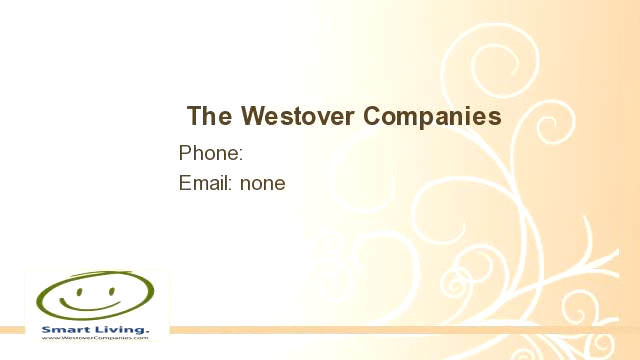 The Westover Companies
Phone:
Email: none
Smart Living.
www.WestoverCompanies.com